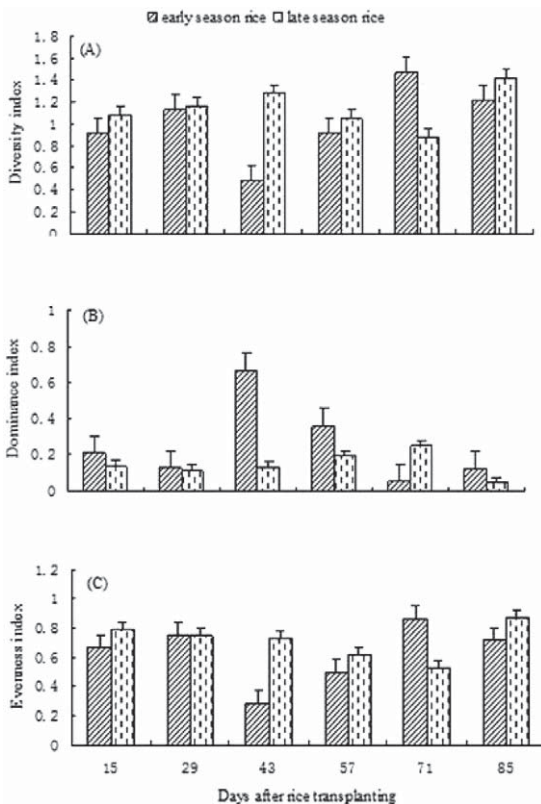 early season rice late season rice
(A)
Diversity index
1.8
1.6
1.4
1.2
1
0.8
0.6
0.4
0.2
0
(B)
Dominance index
1
0.8
0.6
0.4
0.2
0
(C)
Evenness index
1.2
1
0.8
0.6
0.4
0.2
0
15 29 43 57 71 85
Days after rice transplanting